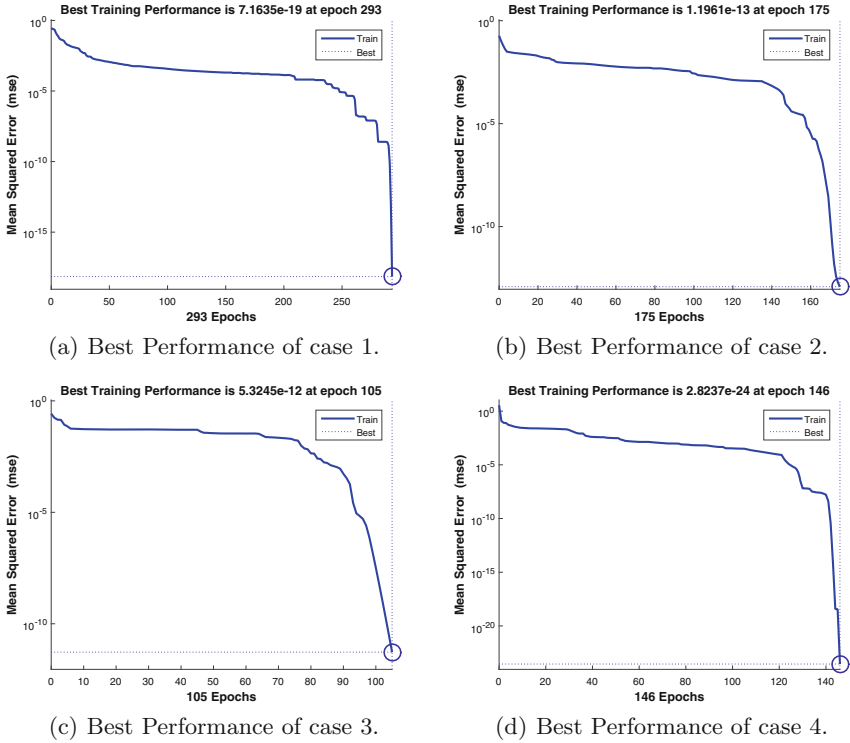 Best Training Performance is 7.1635e-19 at epoch 293
Mean Squared Error (mse)
10^0
10^-5
10^-10
10^-15
Train
Best
0 50 100 150 200 250
293 Epochs
(a) Best Performance of case 1.
Best Training Performance is 1.1961e-13 at epoch 175
Mean Squared Error (mse)
10^0
10^-5
10^-10
Train
Best
0 20 40 60 80 100 120 140 160
175 Epochs
(b) Best Performance of case 2.
Best Training Performance is 5.3245e-12 at epoch 105
Mean Squared Error (mse)
10^0
10^-5
10^-10
Train
Best
0 10 20 30 40 50 60 70 80 90 100
105 Epochs
(c) Best Performance of case 3.
Best Training Performance is 2.8237e-24 at epoch 146
Mean Squared Error (mse)
10^0
10^-5
10^-10
10^-15
10^-20
Train
Best
0 20 40 60 80 100 120 140
146 Epochs
(d) Best Performance of case 4.